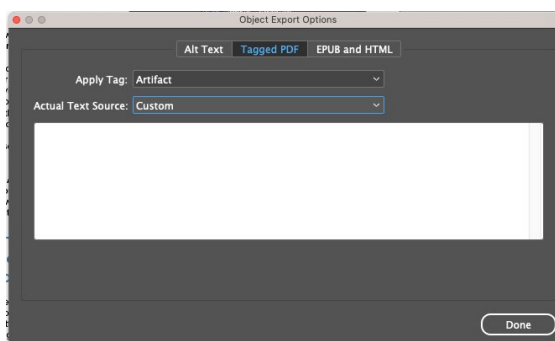 Object Export Options
Alt Text Tagged PDF EPUB and HTML
Apply Tag: Artifact
Actual Text Source: Custom
Done